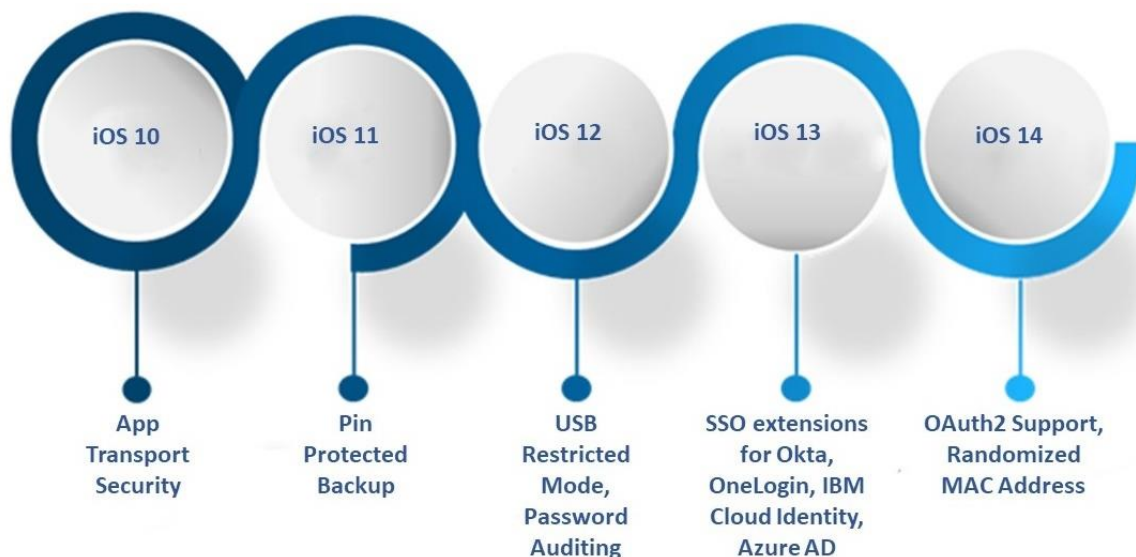 iOS 10
iOS 11
iOS 12
iOS 13
iOS 14
App
Transport
Security
Pin
Protected
Backup
USB
Restricted
Mode,
Password
Auditing
SSO extensions
for Okta,
OneLogin, IBM
Cloud Identity,
Azure AD
OAuth2 Support,
Randomized
MAC Address